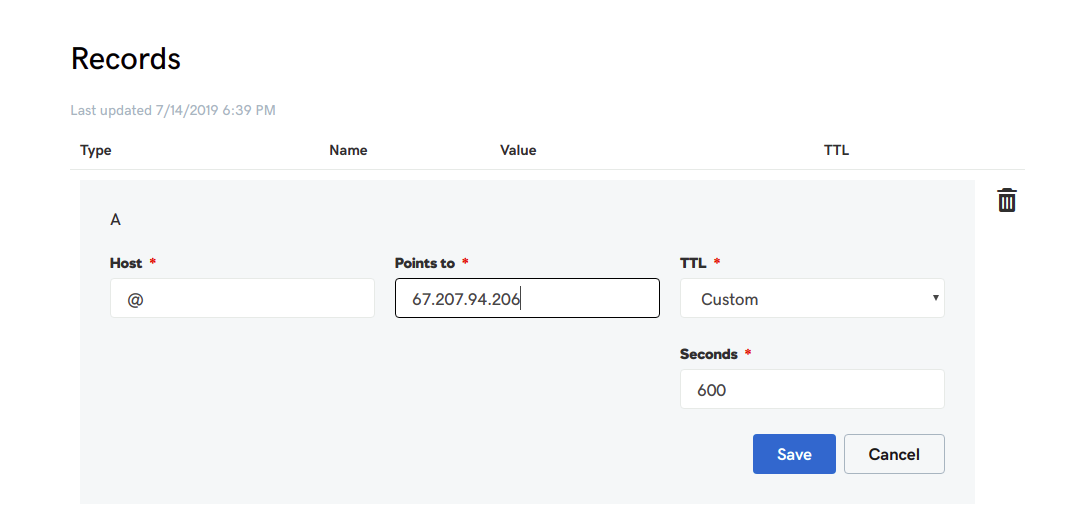 Records
Last updated 7/14/2019 6:39 PM
Type Name Value TTL
A
Host * Points to * TTL *
@ 67.207.94.206 Custom
Seconds *
600
Save Cancel